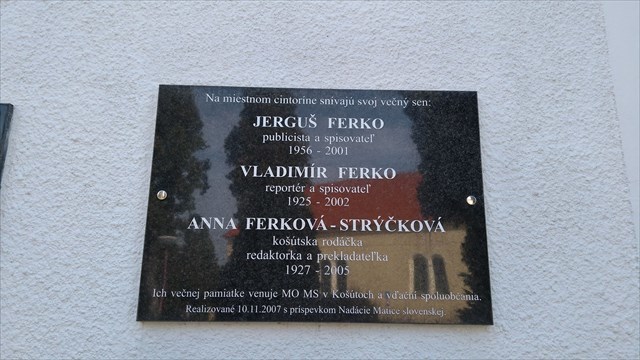 Na miestnom cintoríne snívajú svoj večný sen:
JERGUŠ FERKO
publicista a spisovateľ
1956 - 2001
VLADIMÍR FERKO
reportér a spisovateľ
1925 - 2002
ANNA FERKOVÁ - STRÝČKOVÁ
košútska rodáčka
redaktorka a prekladateľka
1927 - 2005
Ich večnej pamiatke venuje MO MS v Košútoch a vďační spoluobčania.
Realizované 10.11.2007 s príspevkom Nadácie Matice slovenskej.